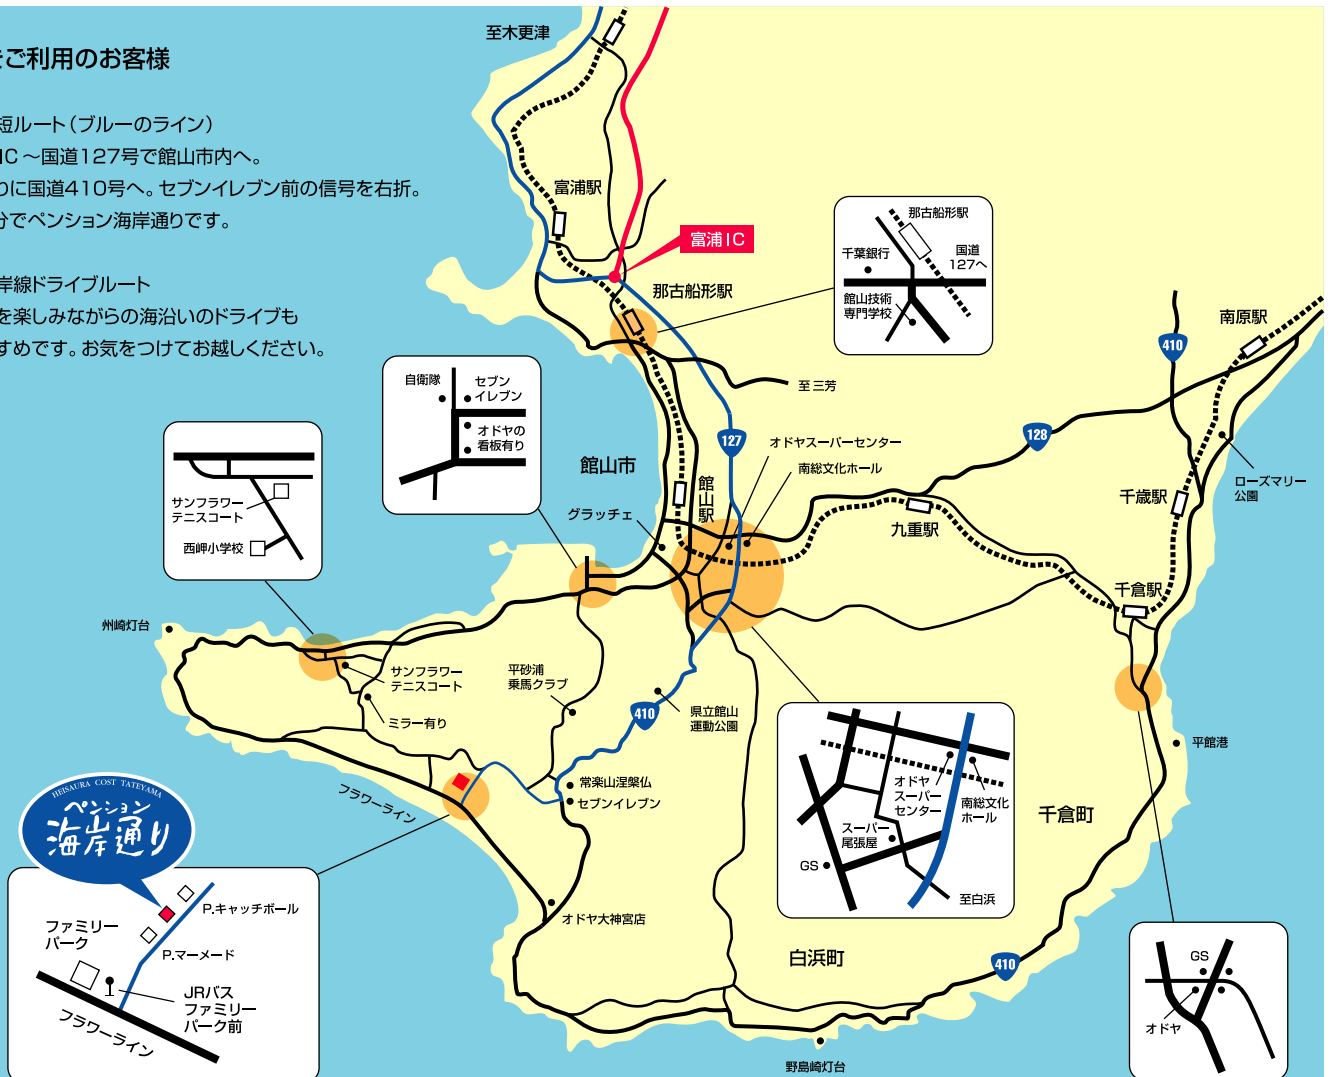 をご利用のお客様
短ルート（ブルーのライン）
IC～国道127号で館山市内へ。
りに国道410号へ。セブンイレブン前の信号を右折。
分でペンション海岸通りです。
岸線ドライブルート
を楽しみながらの海沿いのドライブも
すめです。お気をつけてお越しください。
至木更津
富浦駅
富浦IC
那古船形駅
那古船形駅
千葉銀行
国道
127へ
館山技術
専門学校
南原駅
410
至三芳
自衛隊
セブン
イレブン
オドヤの
看板有り
127
128
オドヤスーパーセンター
南総文化ホール
館山市
館山駅
グラッチェ
九重駅
千歳駅
ローズマリー
公園
千倉駅
サンフラワー
テニスコート
西岬小学校
州崎灯台
サンフラワー
テニスコート
ミラー有り
平砂浦
乗馬クラブ
410
県立館山
運動公園
常楽山涅槃仏
セブンイレブン
フラワーライン
平館港
オドヤ
スーパー
センター
南総文化
ホール
スーパー
尾張屋
GS
至白浜
千倉町
HEISAURA COST TATEYAMA
ペンション
海岸通り
P.キャッチボール
ファミリー
パーク
P.マーメード
JRバス
ファミリー
パーク前
フラワーライン
オドヤ大神宮店
白浜町
410
GS
オドヤ
野島崎灯台